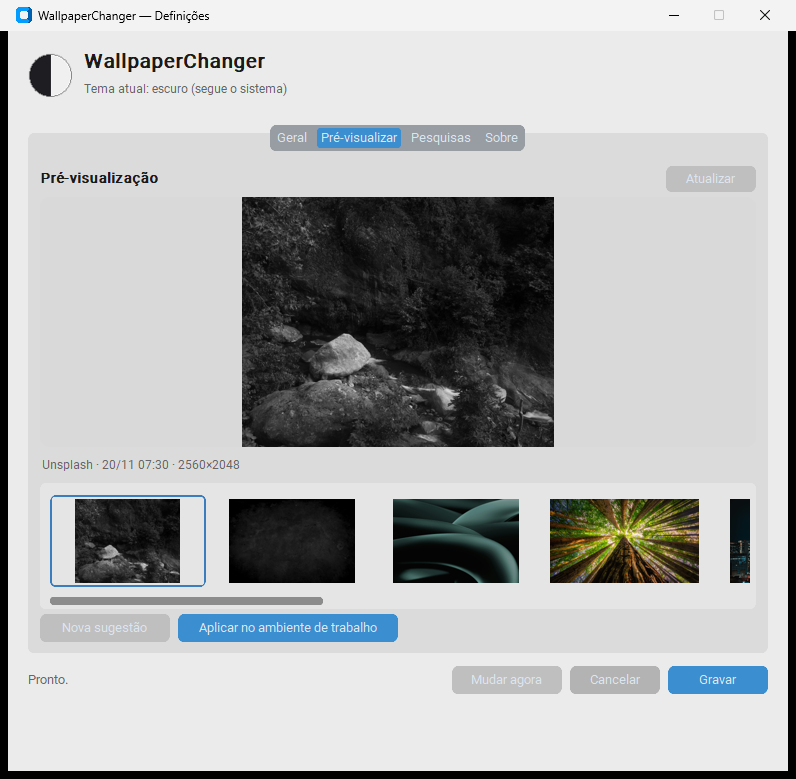 WallpaperChanger — Definições
WallpaperChanger
Tema atual: escuro (segue o sistema)
Geral Pré-visualizar Pesquisas Sobre
Pré-visualização
Atualizar
Unsplash · 20/11 07:30 · 2560×2048
Nova sugestão Aplicar no ambiente de trabalho
Pronto.
Mudar agora Cancelar Gravar